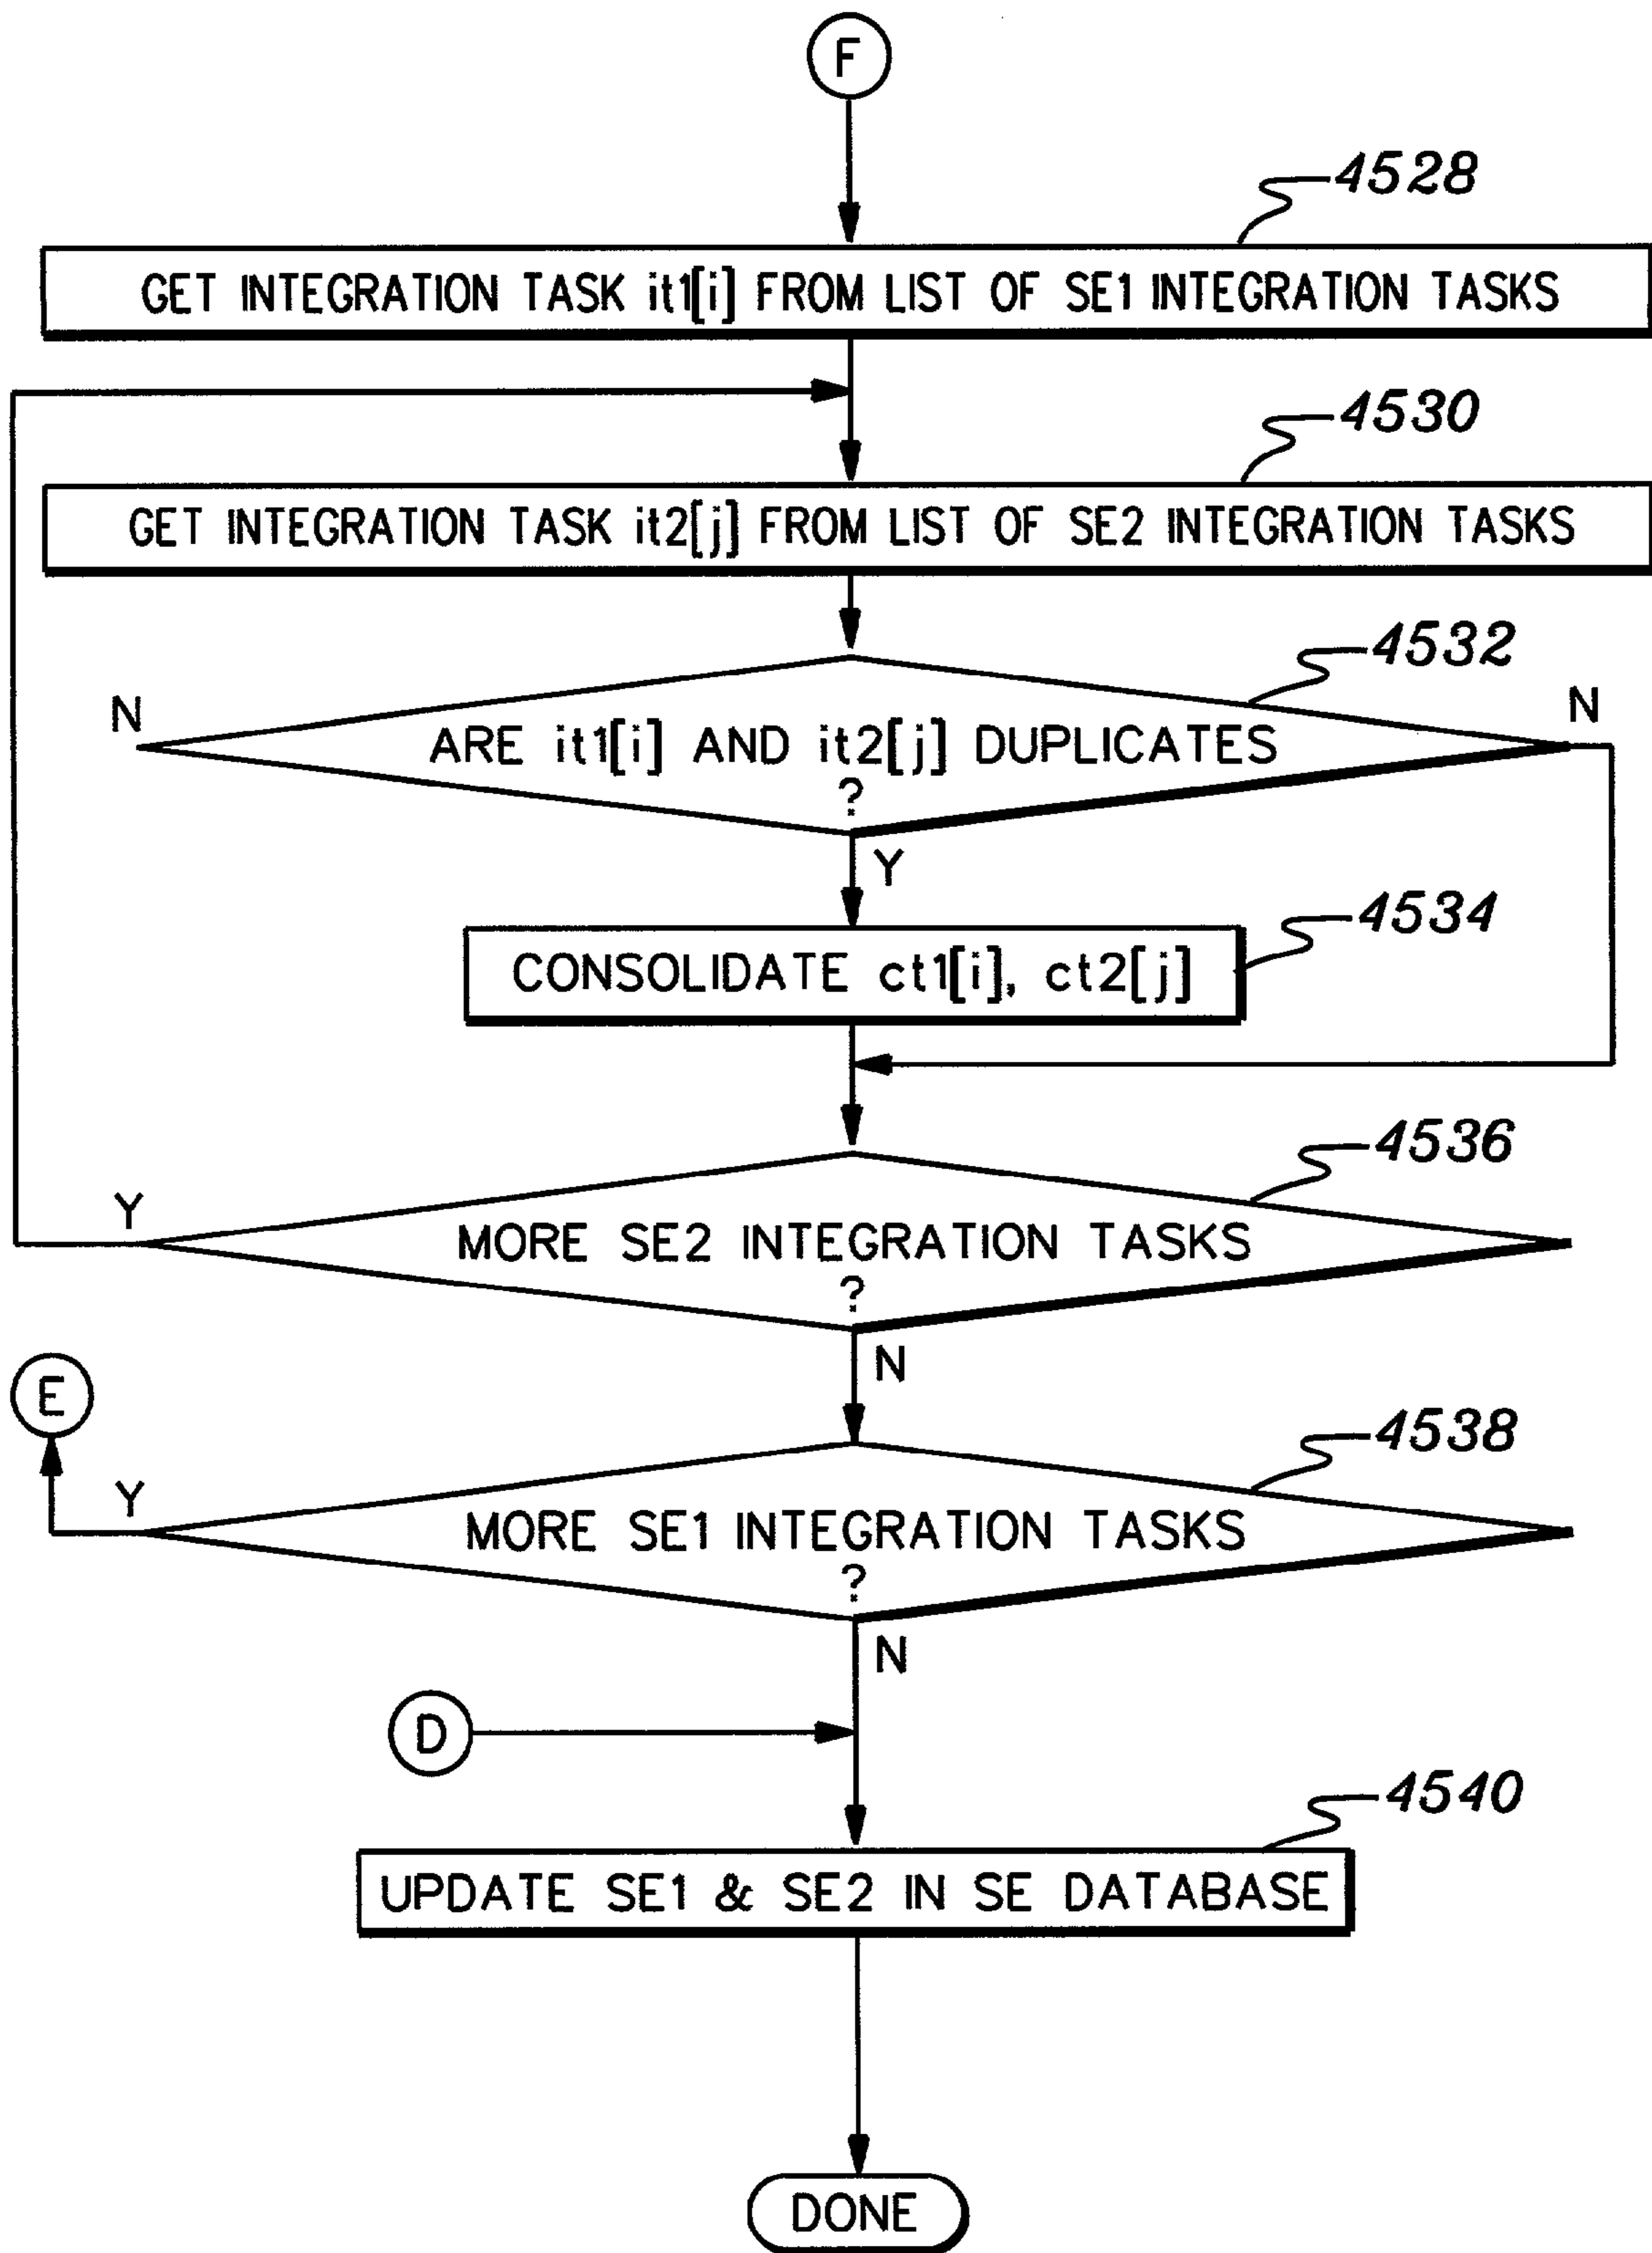 F
4528
GET INTEGRATION TASK it1[i] FROM LIST OF SE1 INTEGRATION TASKS
4530
GET INTEGRATION TASK it2[j] FROM LIST OF SE2 INTEGRATION TASKS
4532
N
N
ARE it1[i] AND it2[j] DUPLICATES
?
Y
4534
CONSOLIDATE ct1[i], ct2[j]
4536
Y
MORE SE2 INTEGRATION TASKS
?
N
E
4538
Y
MORE SE1 INTEGRATION TASKS
?
N
D
4540
UPDATE SE1 & SE2 IN SE DATABASE
DONE